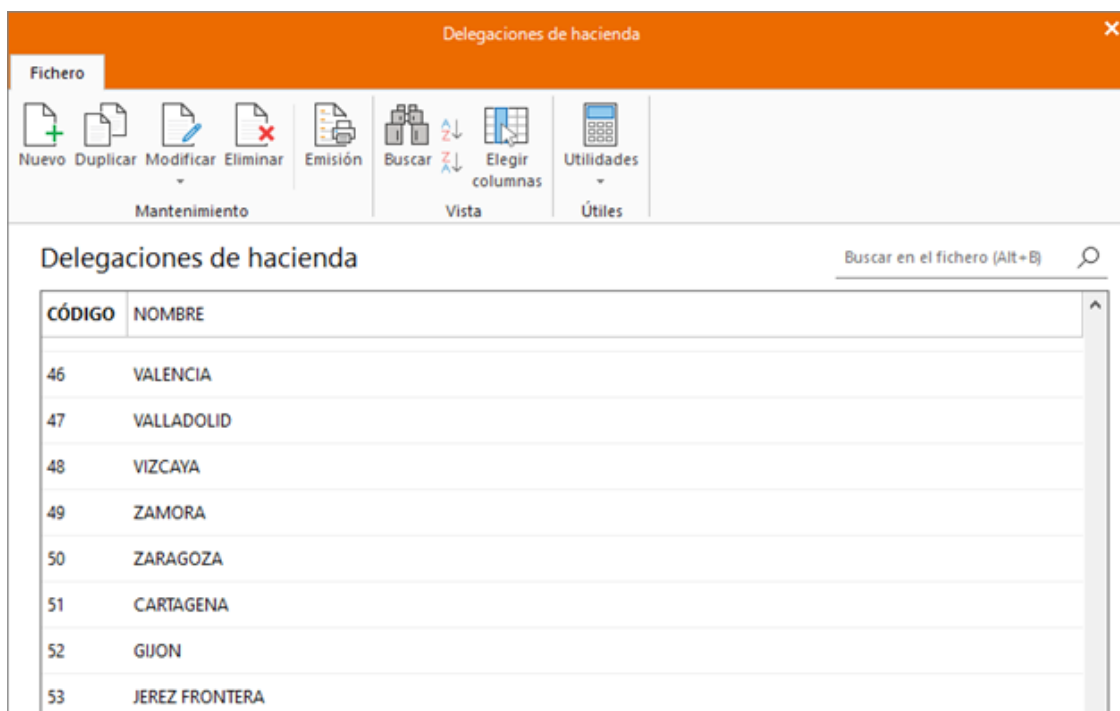 Delegaciones de hacienda
Fichero
Nuevo Duplicar Modificar Eliminar Emisión Buscar Elegir columnas Utilidades
Mantenimiento Vista Útiles
Delegaciones de hacienda
Buscar en el fichero (Alt+B)
CÓDIGO NOMBRE
46 VALENCIA
47 VALLADOLID
48 VIZCAYA
49 ZAMORA
50 ZARAGOZA
51 CARTAGENA
52 GIJON
53 JEREZ FRONTERA